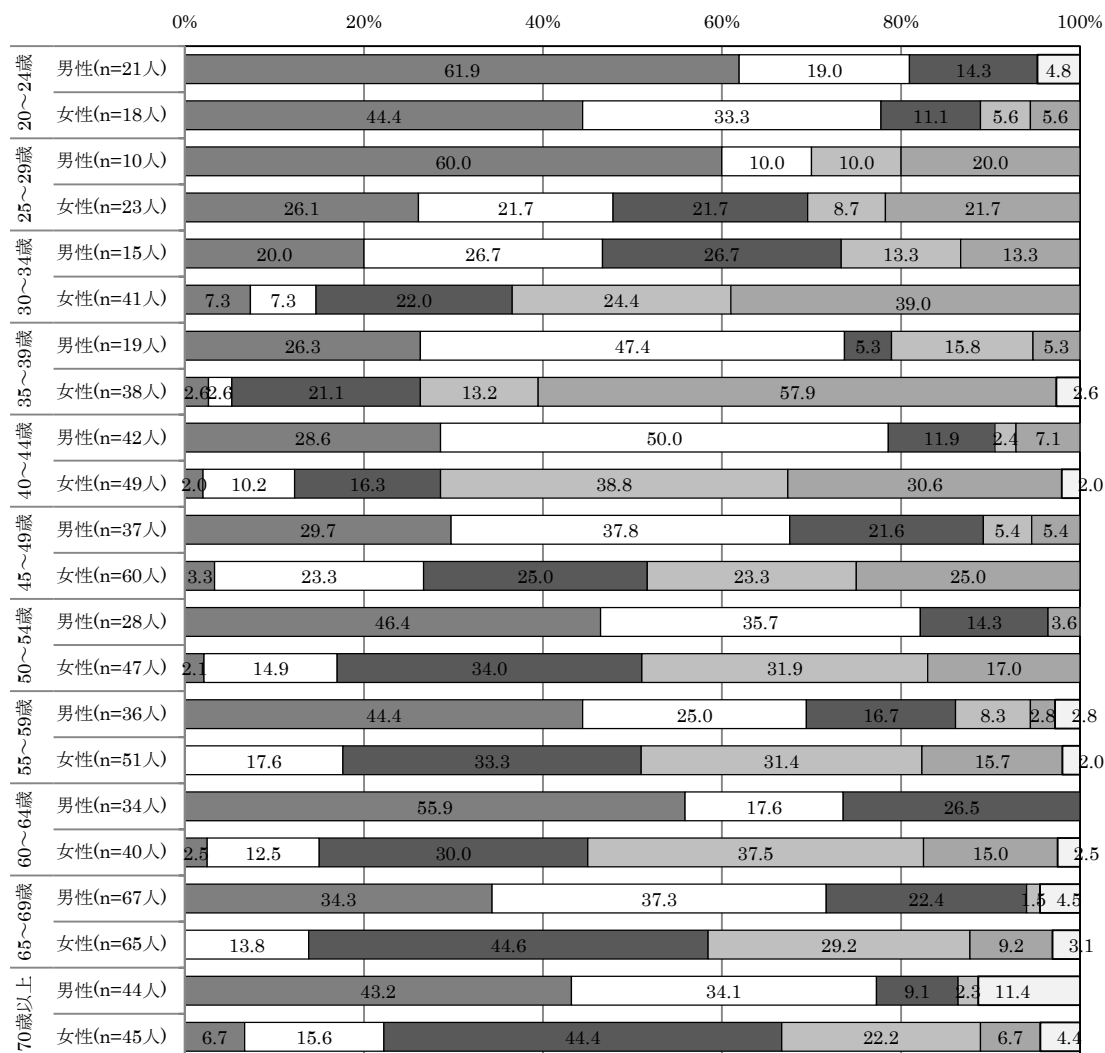 0% 20% 40% 60% 80% 100%
20～24歳
男性(n=21人) 61.9 19.0 14.3 4.8
女性(n=18人) 44.4 33.3 11.1 5.6 5.6
25～29歳
男性(n=10人) 60.0 10.0 10.0 20.0
女性(n=23人) 26.1 21.7 21.7 8.7 21.7
30～34歳
男性(n=15人) 20.0 26.7 26.7 13.3 13.3
女性(n=41人) 7.3 7.3 22.0 24.4 39.0
35～39歳
男性(n=19人) 26.3 47.4 5.3 15.8 5.3
女性(n=38人) 2.6 2.6 21.1 13.2 57.9 2.6
40～44歳
男性(n=42人) 28.6 50.0 11.9 2.4 7.1
女性(n=49人) 2.0 10.2 16.3 38.8 30.6 2.0
45～49歳
男性(n=37人) 29.7 37.8 21.6 5.4 5.4
女性(n=60人) 3.3 23.3 25.0 23.3 25.0
50～54歳
男性(n=28人) 46.4 35.7 14.3 3.6
女性(n=47人) 2.1 14.9 34.0 31.9 17.0
55～59歳
男性(n=36人) 44.4 25.0 16.7 8.3 2.8 2.8
女性(n=51人) 17.6 33.3 31.4 15.7 2.0
60～64歳
男性(n=34人) 55.9 17.6 26.5
女性(n=40人) 2.5 12.5 30.0 37.5 15.0 2.5
65～69歳
男性(n=67人) 34.3 37.3 22.4 1.5 4.5
女性(n=65人) 13.8 44.6 29.2 9.2 3.1
70歳以上
男性(n=44人) 43.2 34.1 9.1 2.3 11.4
女性(n=45人) 6.7 15.6 44.4 22.2 6.7 4.4